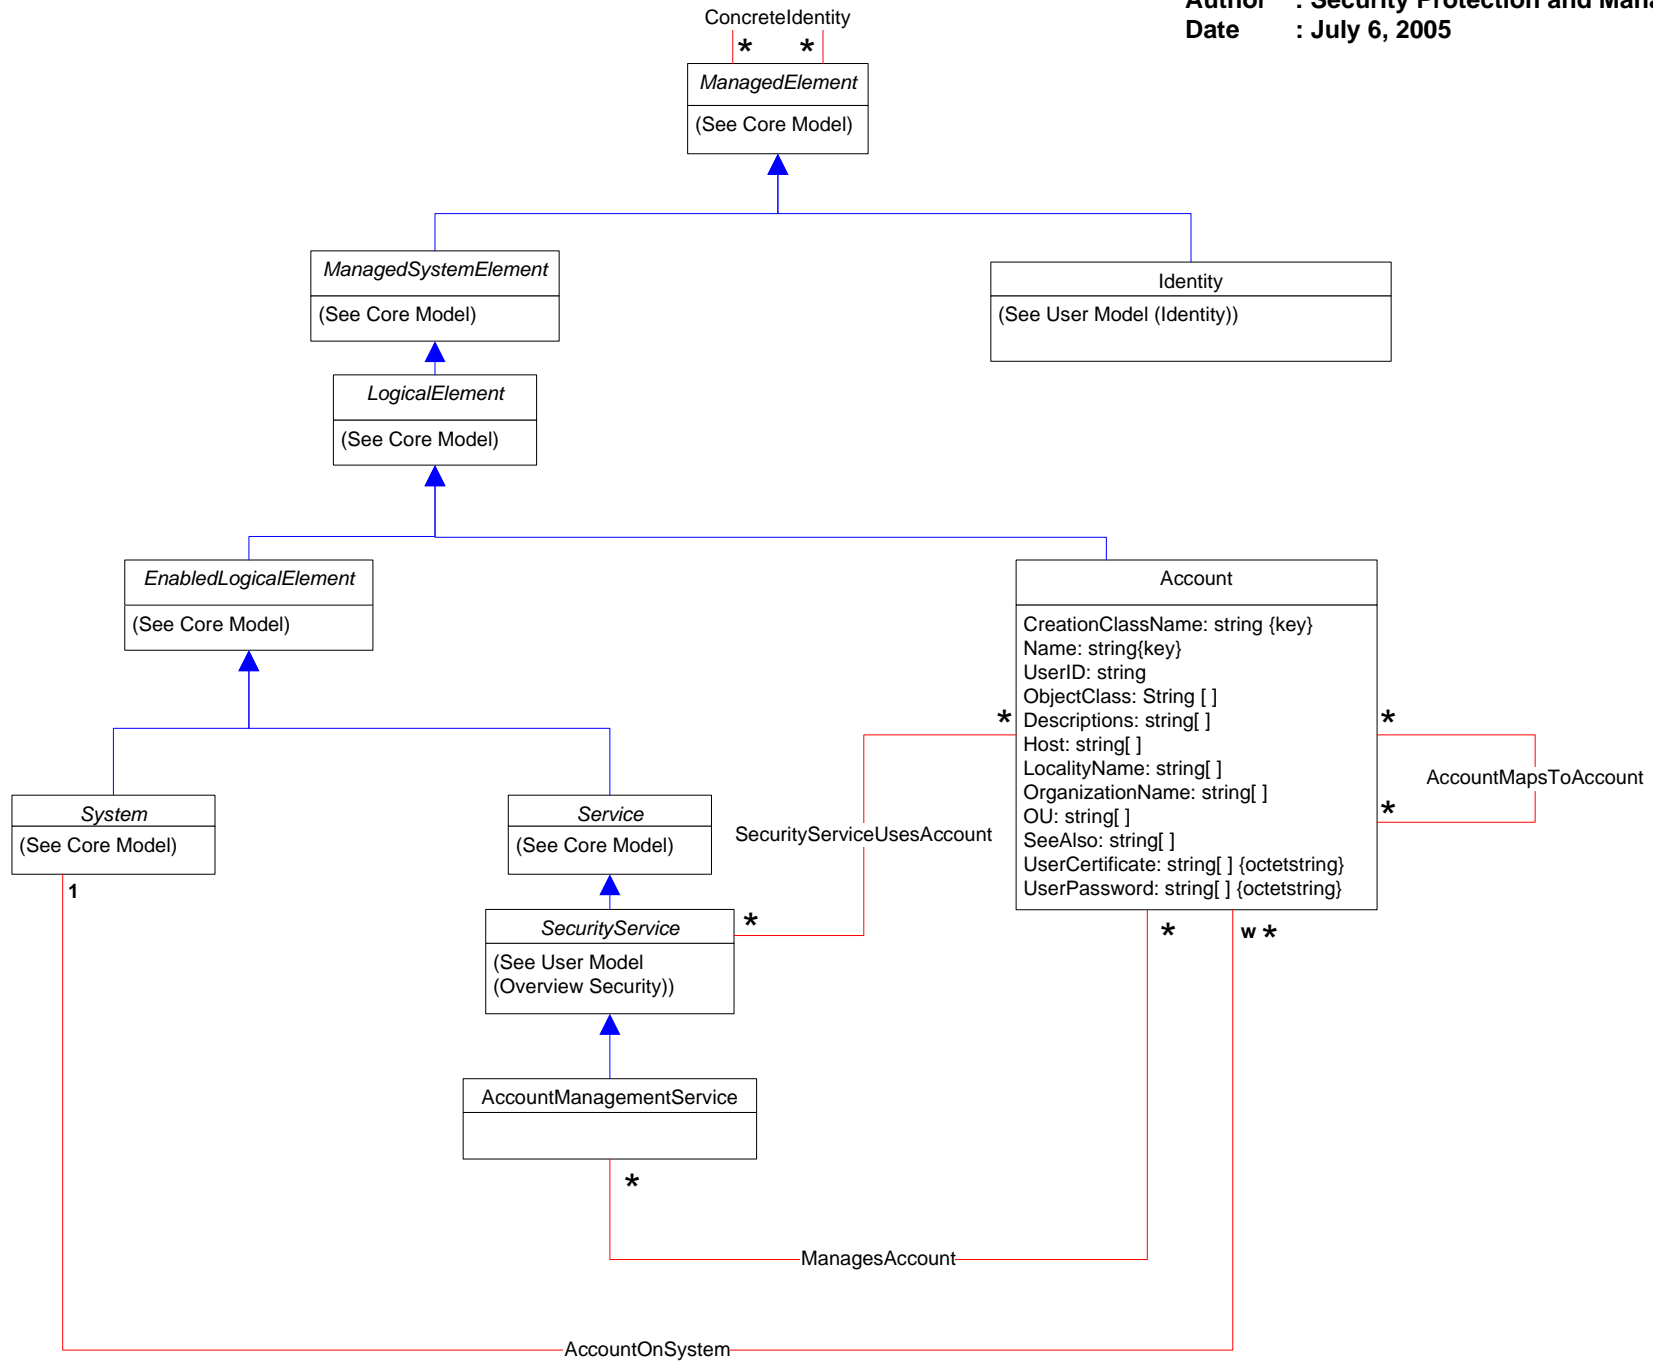 Author : Security Protection and Mana
Date : July 6, 2005
ConcreteIdentity
* *
ManagedElement
(See Core Model)
ManagedSystemElement
(See Core Model)
Identity
(See User Model (Identity))
LogicalElement
(See Core Model)
EnabledLogicalElement
(See Core Model)
Account
CreationClassName: string {key}
Name: string{key}
UserID: string
ObjectClass: String [ ]
Descriptions: string[ ]
Host: string[ ]
LocalityName: string[ ]
OrganizationName: string[ ]
OU: string[ ]
SeeAlso: string[ ]
UserCertificate: string[ ] {octetstring}
UserPassword: string[ ] {octetstring}
*
*
AccountMapsToAccount
*
System
(See Core Model)
1
Service
(See Core Model)
SecurityServiceUsesAccount
*
SecurityService
(See User Model
(Overview Security))
*
w *
AccountManagementService
*
ManagesAccount
AccountOnSystem